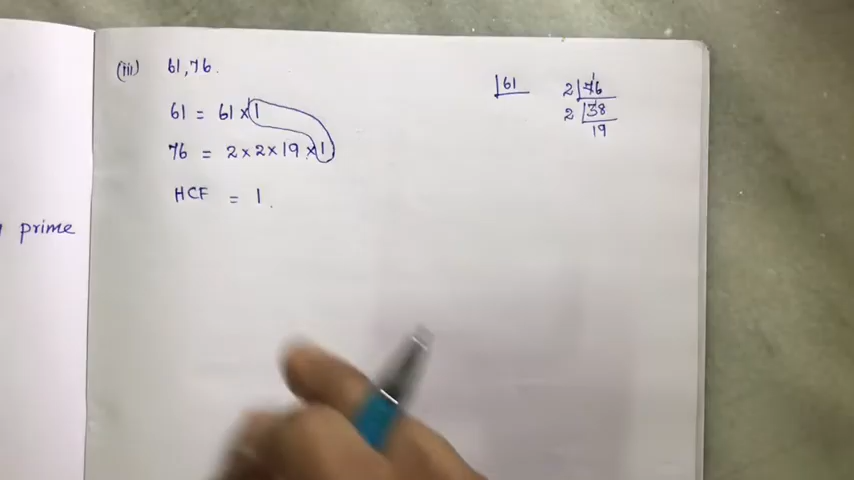 (iii) 61,76.
61 = 61×1
76 = 2×2×19×1
HCF = 1.
61
2 76
2 38
19
prime